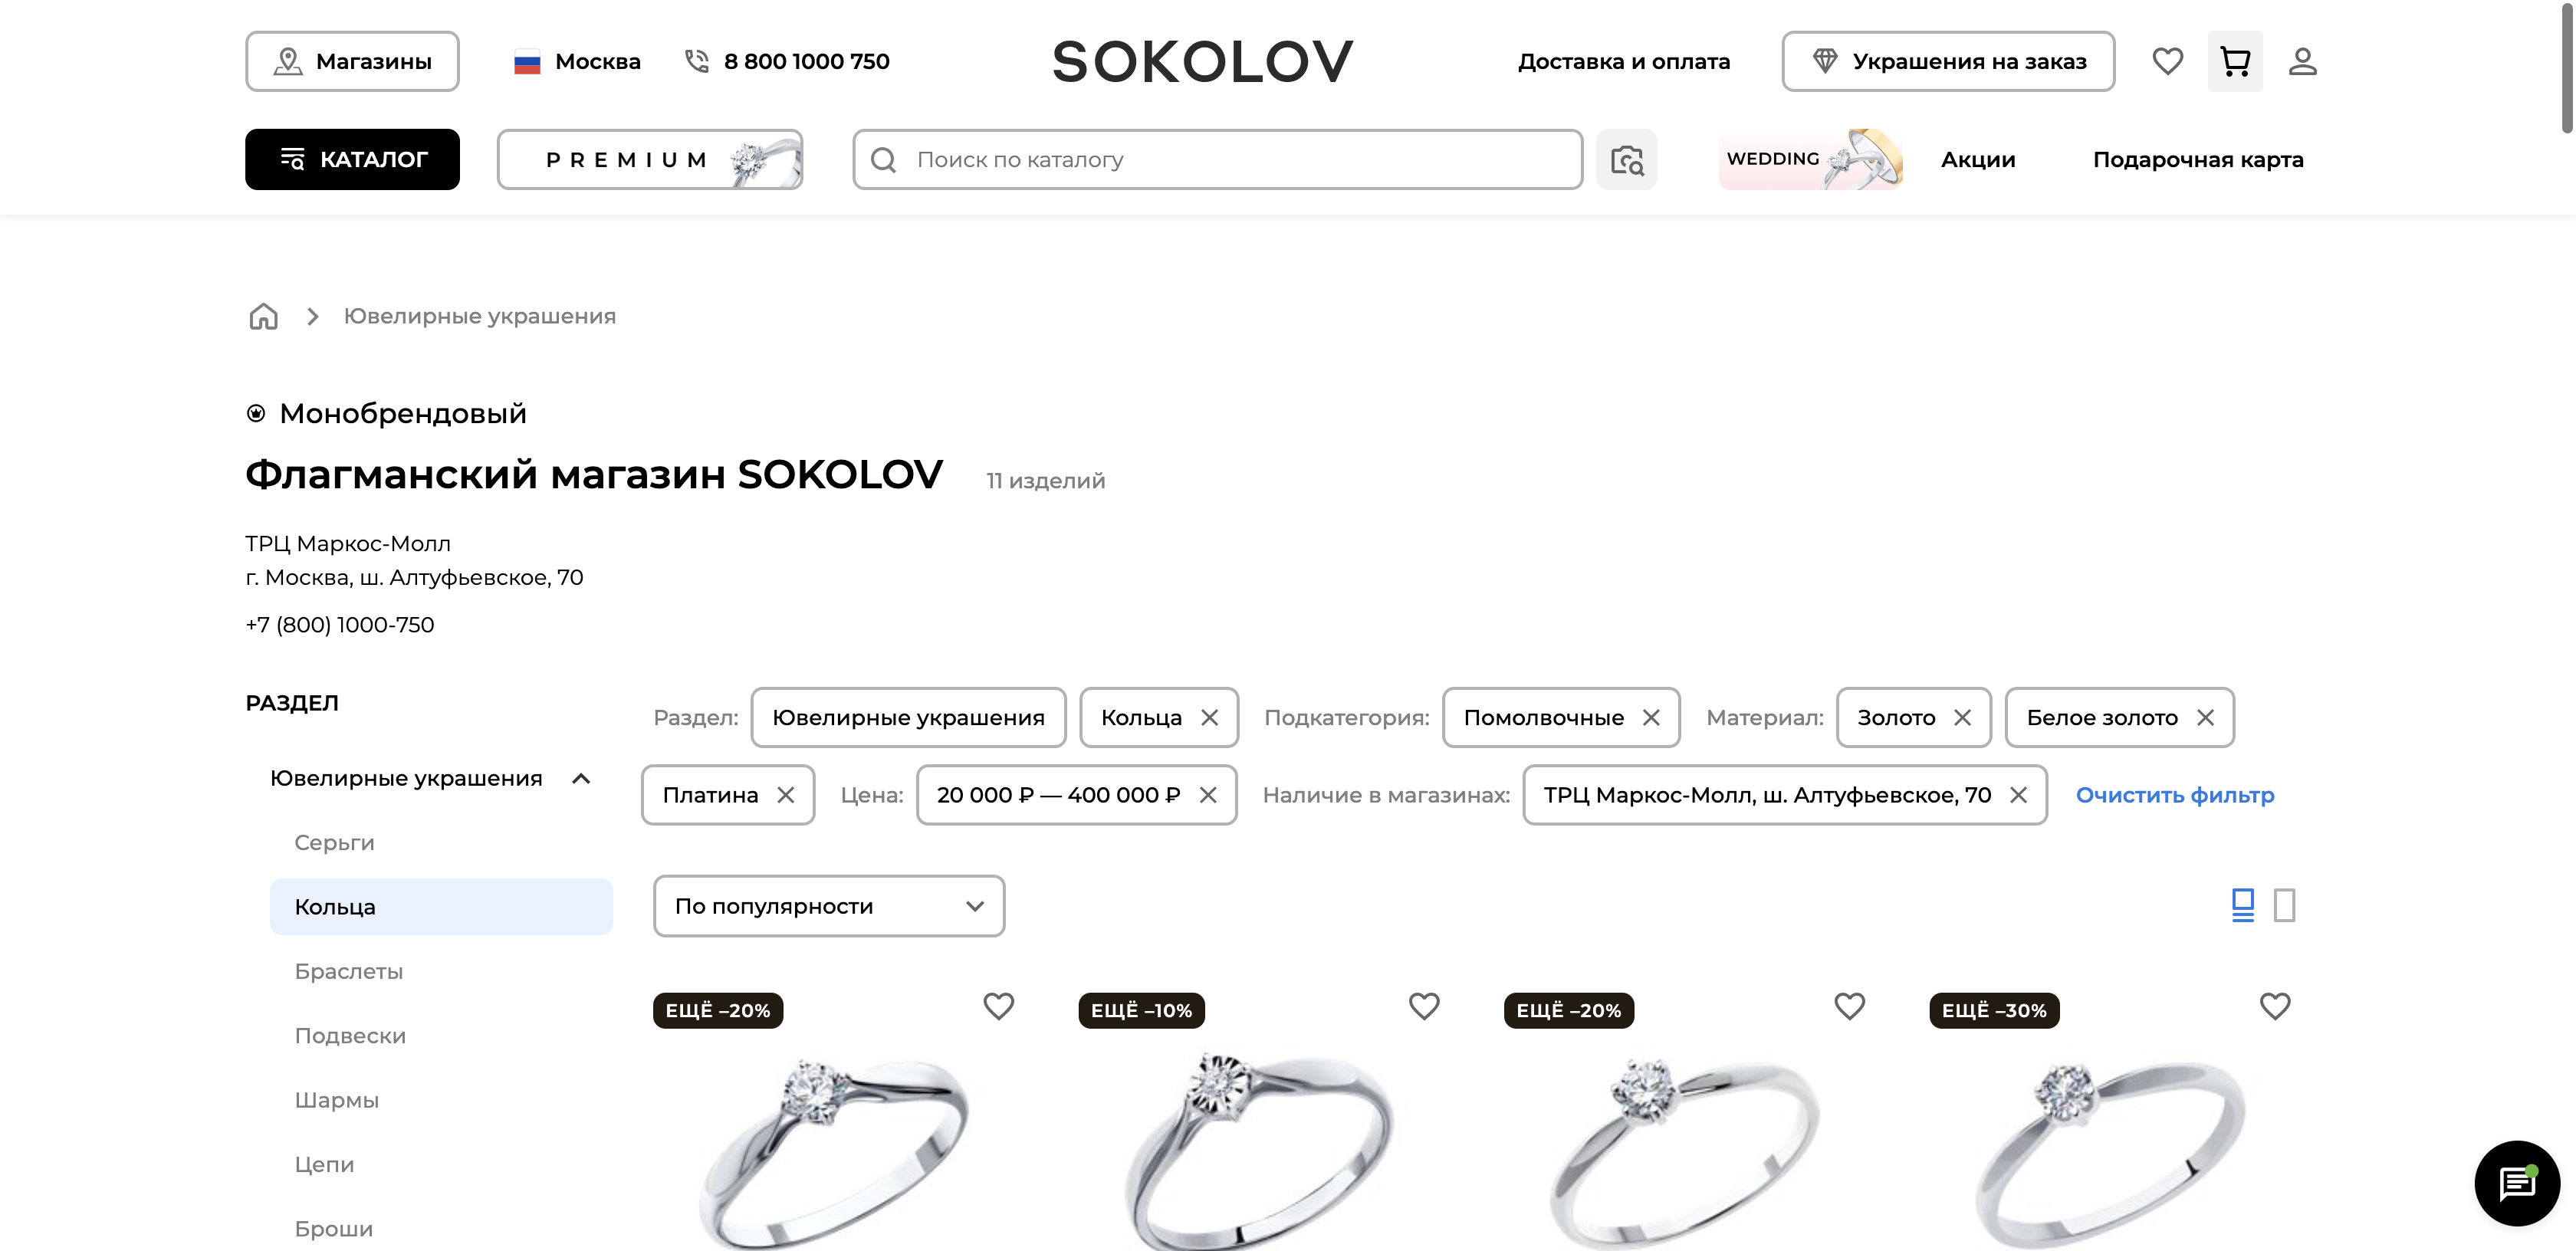 Магазины
Москва
8 800 1000 750
SOKOLOV
Доставка и оплата
Украшения на заказ
КАТАЛОГ
PREMIUM
Поиск по каталогу
WEDDING
Акции
Подарочная карта
Ювелирные украшения
Монобрендовый
Флагманский магазин SOKOLOV 11 изделий
ТРЦ Маркос-Молл
г. Москва, ш. Алтуфьевское, 70
+7 (800) 1000-750
РАЗДЕЛ
Ювелирные украшения
Серьги
Кольца
Браслеты
Подвески
Шармы
Цепи
Броши
Раздел: Ювелирные украшения Кольца Подкатегория: Помолвочные Материал: Золото Белое золото
Платина Цена: 20 000 ₽ — 400 000 ₽ Наличие в магазинах: ТРЦ Маркос-Молл, ш. Алтуфьевское, 70 Очистить фильтр
По популярности
ЕЩЁ –20%
ЕЩЁ –10%
ЕЩЁ –20%
ЕЩЁ –30%